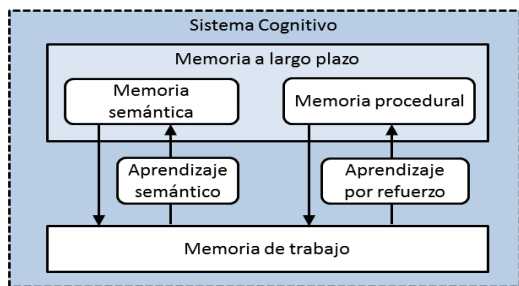 Sistema Cognitivo
Memoria a largo plazo
Memoria
semántica
Memoria procedural
Aprendizaje
semántico
Aprendizaje
por refuerzo
Memoria de trabajo